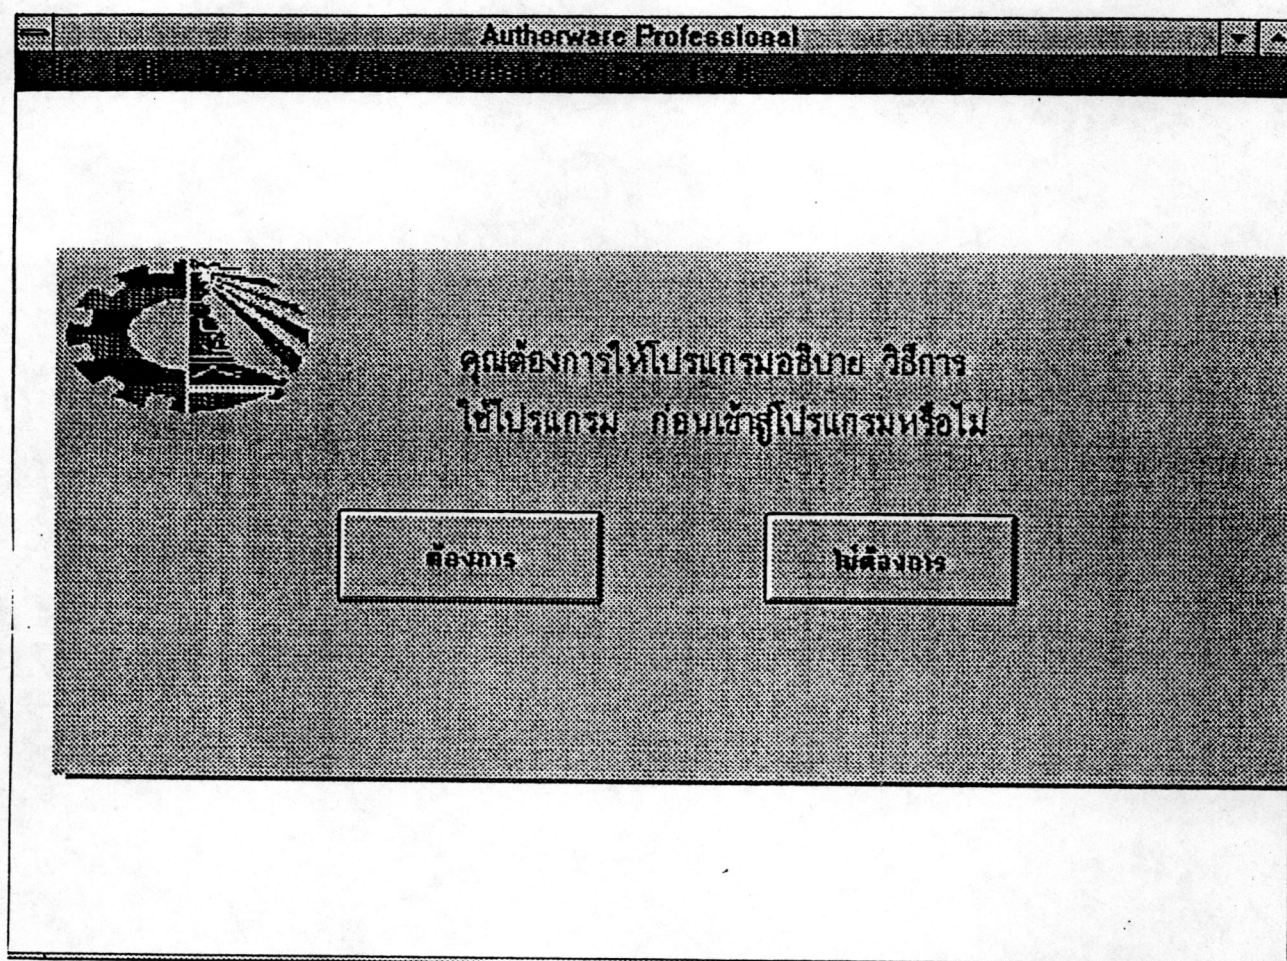 Authorware Professional
คุณต้องการให้โปรแกรมอธิบาย วิธีการ
ใช้โปรแกรม ก่อนเข้าสู่โปรแกรมหรือไม่
ต้องการ
ไม่ต้องการ